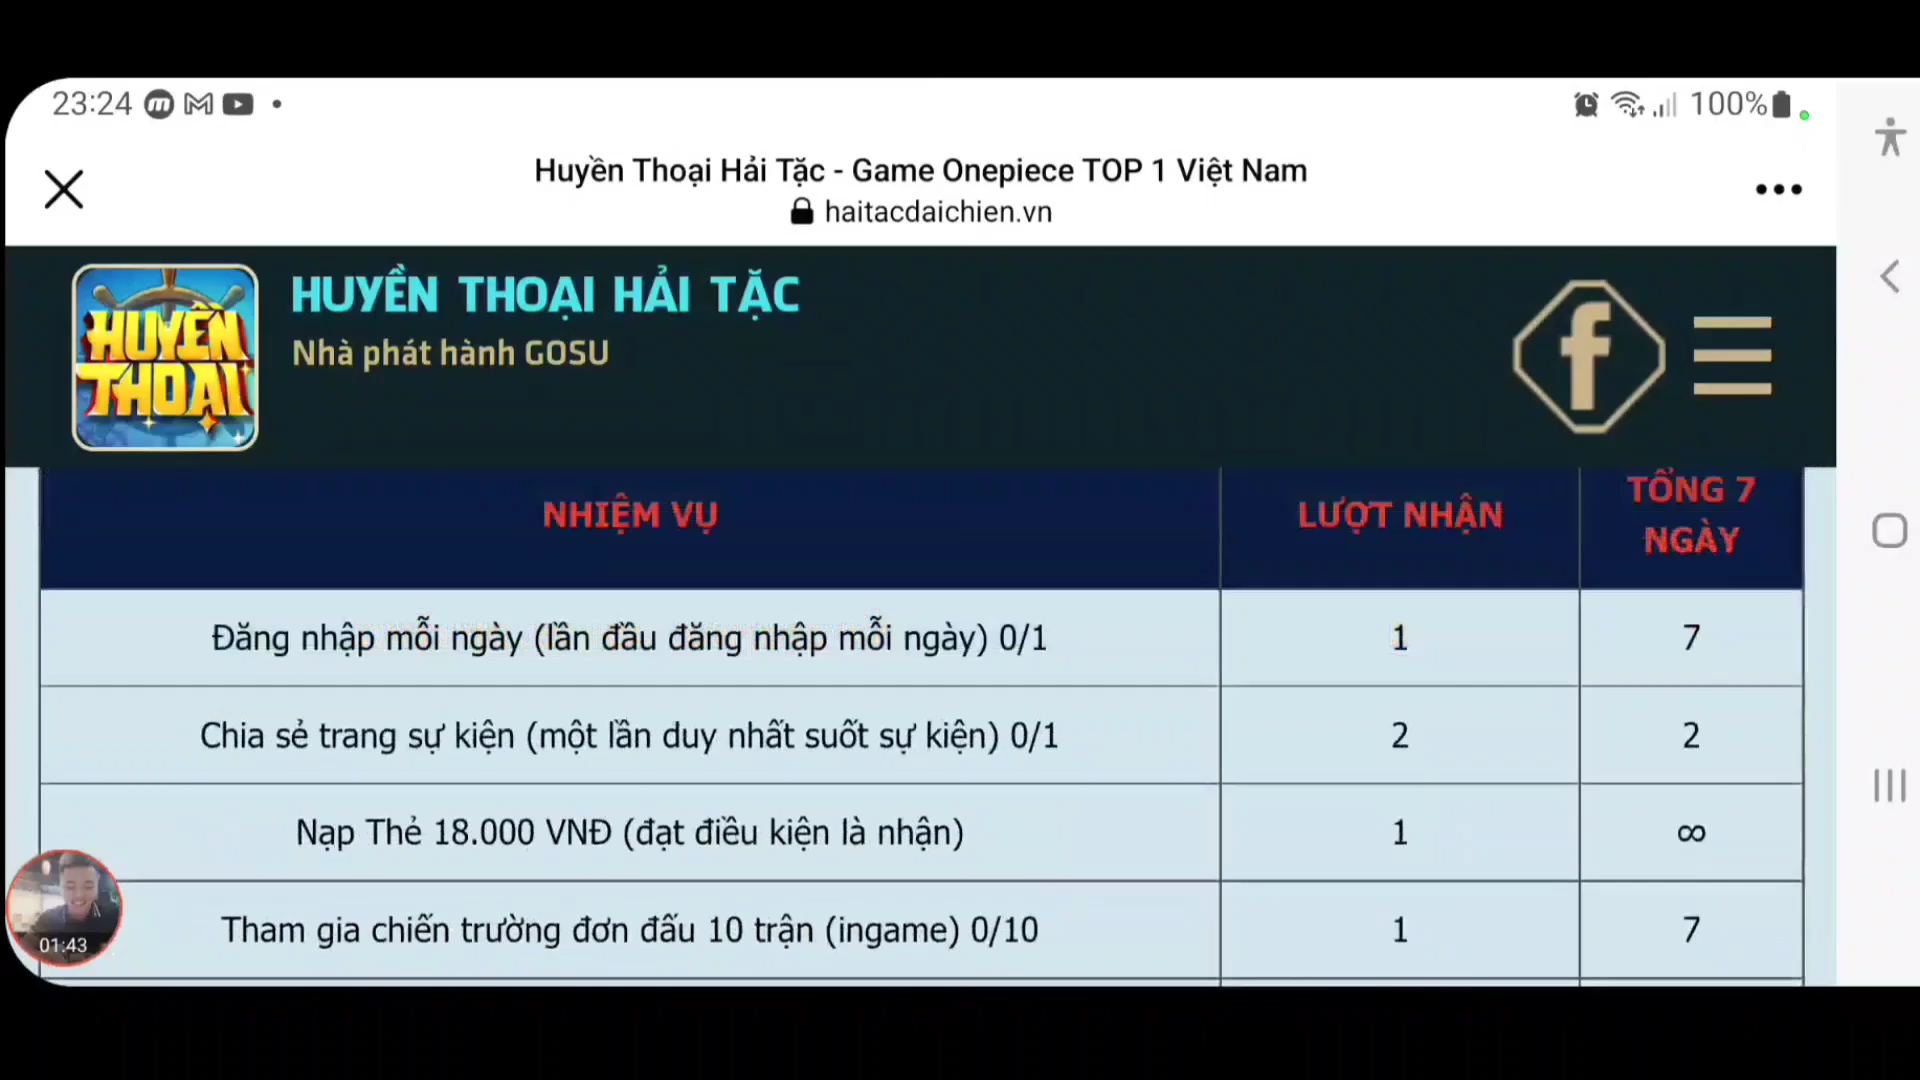 23:24
100%
Huyền Thoại Hải Tặc - Game Onepiece TOP 1 Việt Nam
haitacdaichien.vn
HUYỀN THOẠI
HUYỀN THOẠI HẢI TẶC
Nhà phát hành GOSU
NHIỆM VỤ LƯỢT NHẬN TỔNG 7 NGÀY
Đăng nhập mỗi ngày (lần đầu đăng nhập mỗi ngày) 0/1 1 7
Chia sẻ trang sự kiện (một lần duy nhất suốt sự kiện) 0/1 2 2
Nạp Thẻ 18.000 VNĐ (đạt điều kiện là nhận) 1 ∞
Tham gia chiến trường đơn đấu 10 trận (ingame) 0/10 1 7
01:43